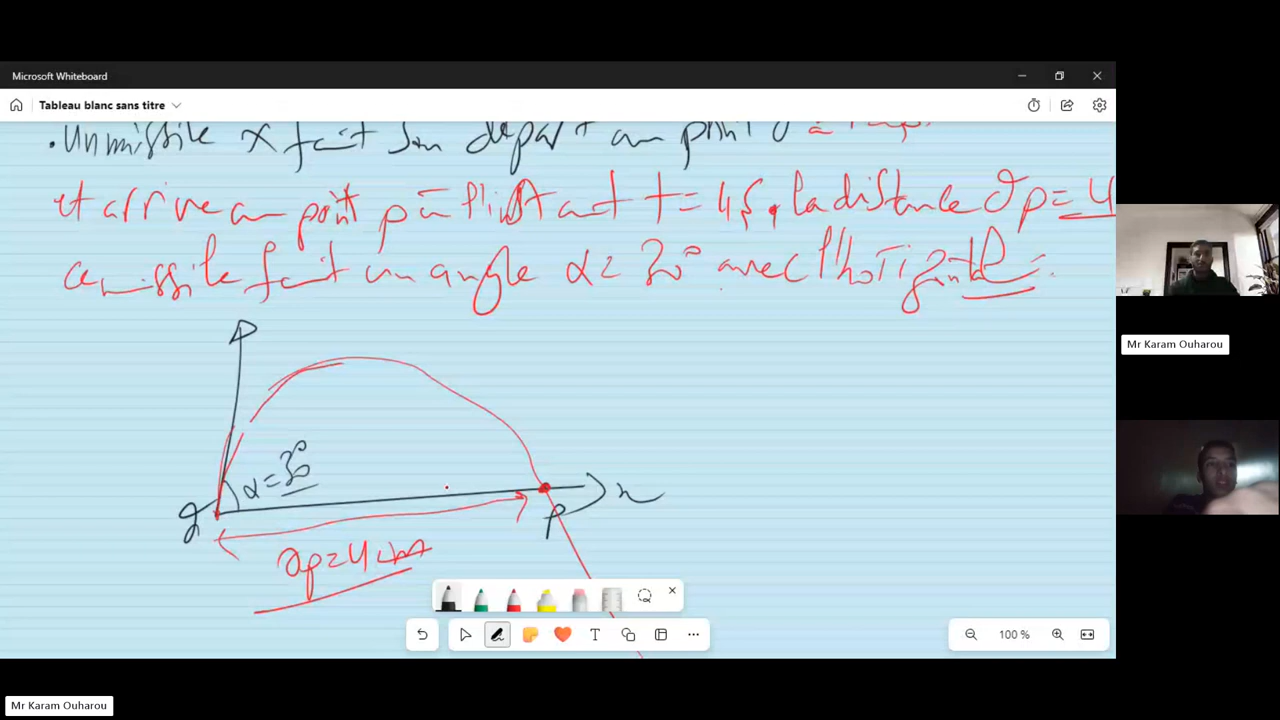 Microsoft Whiteboard
Tableau blanc sans titre
• Un missile X fait son départ au point O à t
et arrive au point P à l'instant t = 4s, la distance OP = 4
ce missile fait un angle α = 30° avec l'horizontale.
α = 30°
O
P
x
OP = 4 cm
Mr Karam Ouharou
100 %
Mr Karam Ouharou